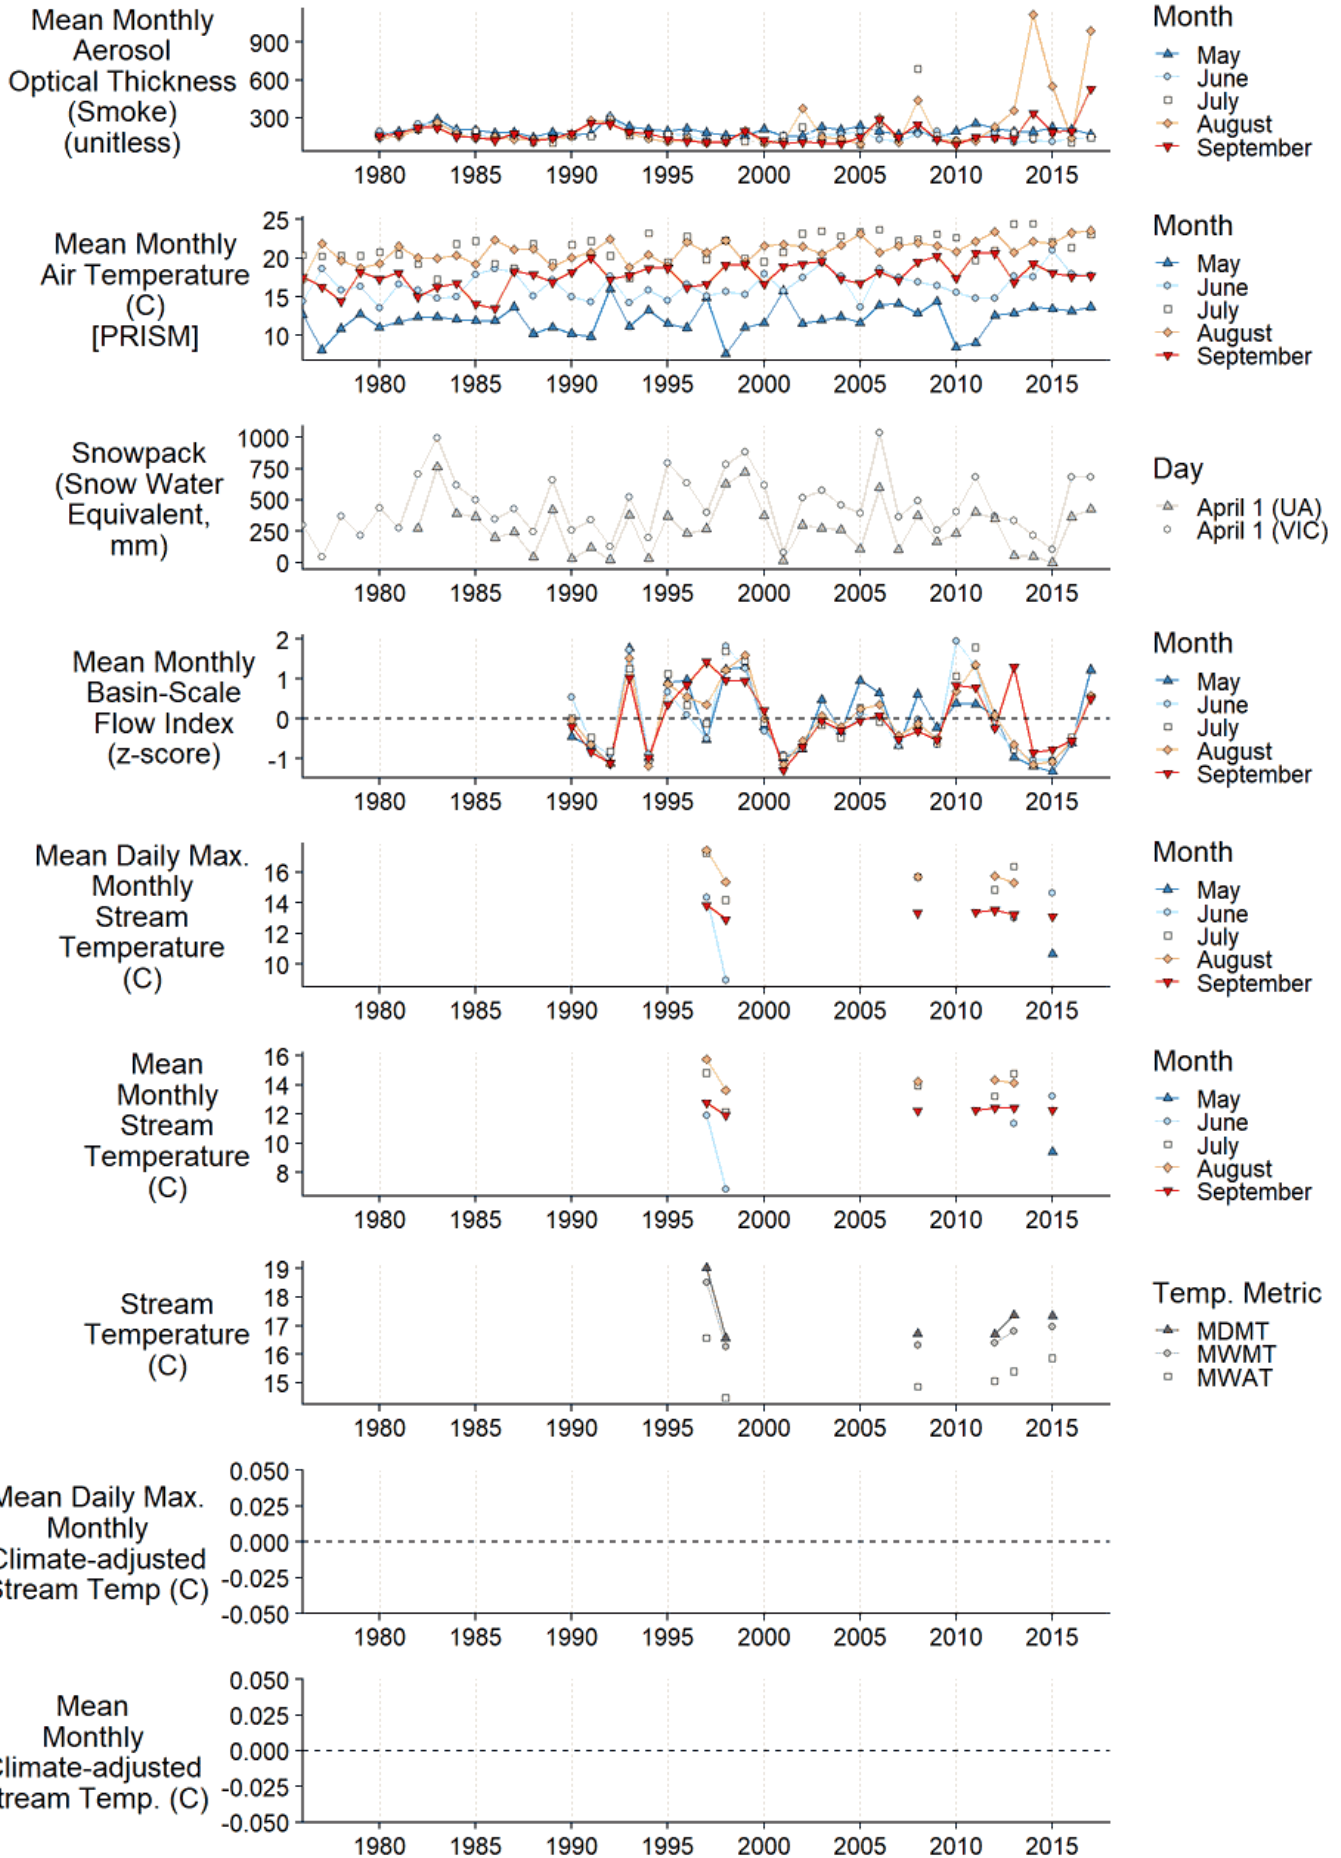 Mean Monthly
Aerosol
Optical Thickness
(Smoke)
(unitless)
900
600
300
1980 1985 1990 1995 2000 2005 2010 2015
Month
May
June
July
August
September
Mean Monthly
Air Temperature
(C)
[PRISM]
25
20
15
10
1980 1985 1990 1995 2000 2005 2010 2015
Month
May
June
July
August
September
Snowpack
(Snow Water
Equivalent,
mm)
1000
750
500
250
0
1980 1985 1990 1995 2000 2005 2010 2015
Day
April 1 (UA)
April 1 (VIC)
Mean Monthly
Basin-Scale
Flow Index
(z-score)
2
1
0
-1
1980 1985 1990 1995 2000 2005 2010 2015
Month
May
June
July
August
September
Mean Daily Max.
Monthly
Stream
Temperature
(C)
16
14
12
10
1980 1985 1990 1995 2000 2005 2010 2015
Month
May
June
July
August
September
Mean
Monthly
Stream
Temperature
(C)
16
14
12
10
8
1980 1985 1990 1995 2000 2005 2010 2015
Month
May
June
July
August
September
Stream
Temperature
(C)
19
18
17
16
15
1980 1985 1990 1995 2000 2005 2010 2015
Temp. Metric
MDMT
MWMT
MWAT
Mean Daily Max.
Monthly
Climate-adjusted
Stream Temp (C)
0.050
0.025
0.000
-0.025
-0.050
1980 1985 1990 1995 2000 2005 2010 2015
Mean
Monthly
Climate-adjusted
Stream Temp. (C)
0.050
0.025
0.000
-0.025
-0.050
1980 1985 1990 1995 2000 2005 2010 2015